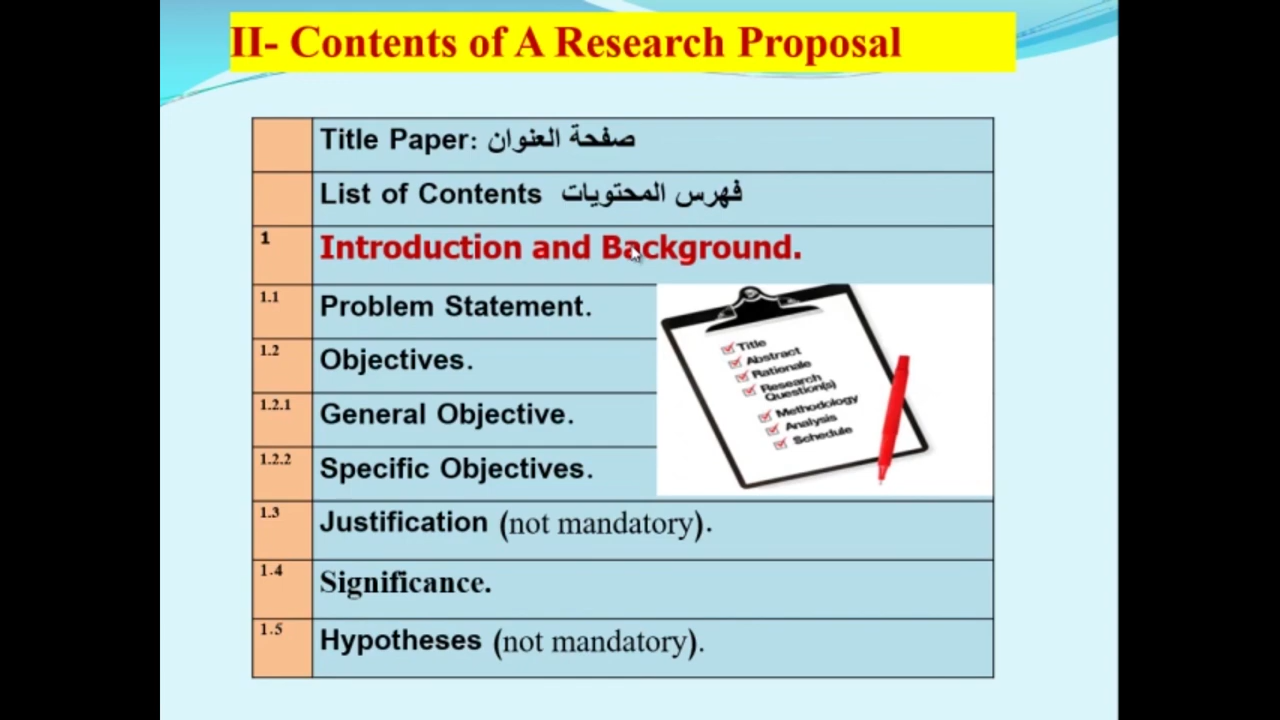 II- Contents of A Research Proposal
Title Paper: صفحة العنوان
List of Contents فهرس المحتويات
1 Introduction and Background.
1.1 Problem Statement.
1.2 Objectives.
1.2.1 General Objective.
1.2.2 Specific Objectives.
1.3 Justification (not mandatory).
1.4 Significance.
1.5 Hypotheses (not mandatory).
Title
Abstract
Rationale
Research
Question(s)
Methodology
Analysis
Schedule